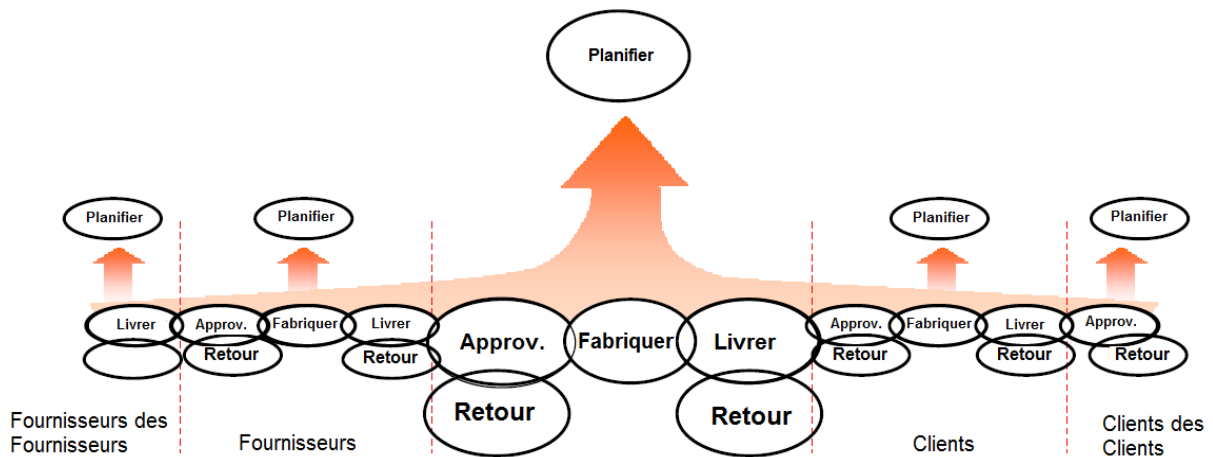 Planifier
Planifier
Planifier
Planifier
Planifier
Livrer
Approv.
Fabriquer
Livrer
Approv.
Fabriquer
Livrer
Approv.
Fabriquer
Livrer
Approv.
Retour
Retour
Retour
Retour
Retour
Retour
Retour
Fournisseurs des
Fournisseurs
Fournisseurs
Clients
Clients des
Clients